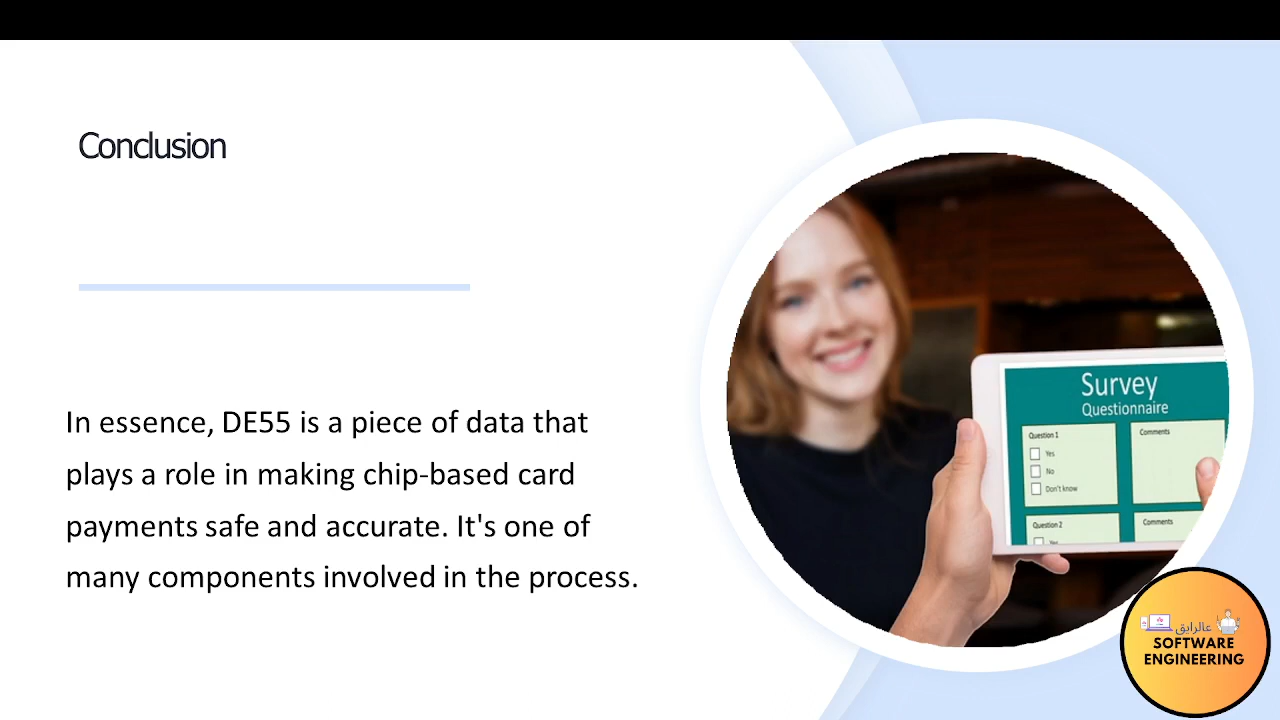 Conclusion
In essence, DE55 is a piece of data that
plays a role in making chip-based card
payments safe and accurate. It's one of
many components involved in the process.
Survey
Questionnaire
Question 1
Yes
No
Don't know
Comments
Question 2
Yes
Comments
عالرايق
SOFTWARE
ENGINEERING